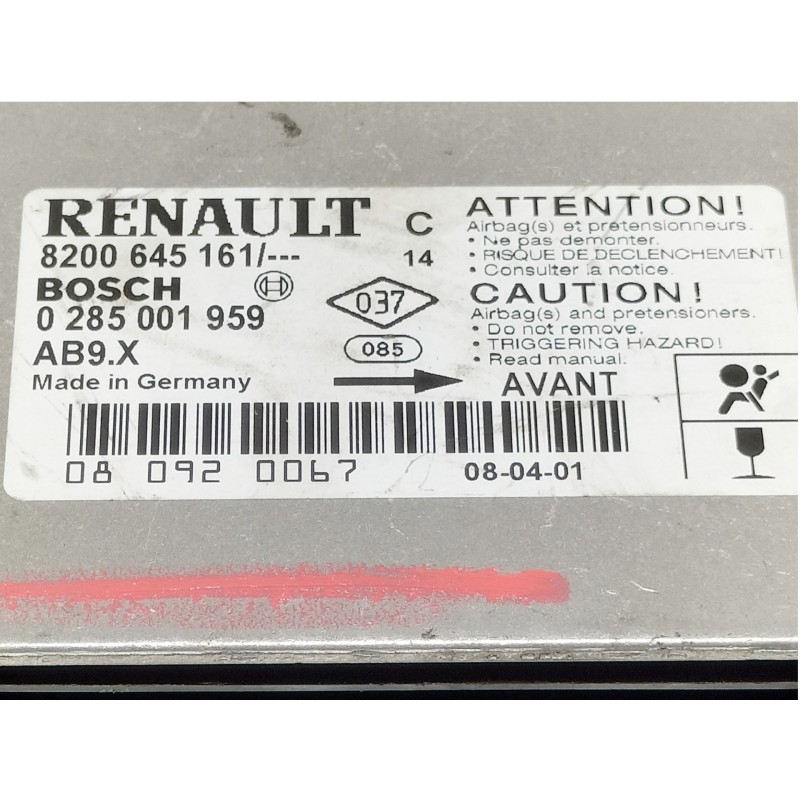 RENAULT C
8200 645 161/--- 14
BOSCH
0 285 001 959
AB9.X
Made in Germany
037
085
AVANT
08 092 0067
08-04-01
ATTENTION!
Airbag(s) et prétensionneurs.
• Ne pas démonter.
• RISQUE DE DECLENCHEMENT!
• Consulter la notice.
CAUTION!
Airbag(s) and pretensioners.
• Do not remove.
• TRIGGERING HAZARD!
• Read manual.